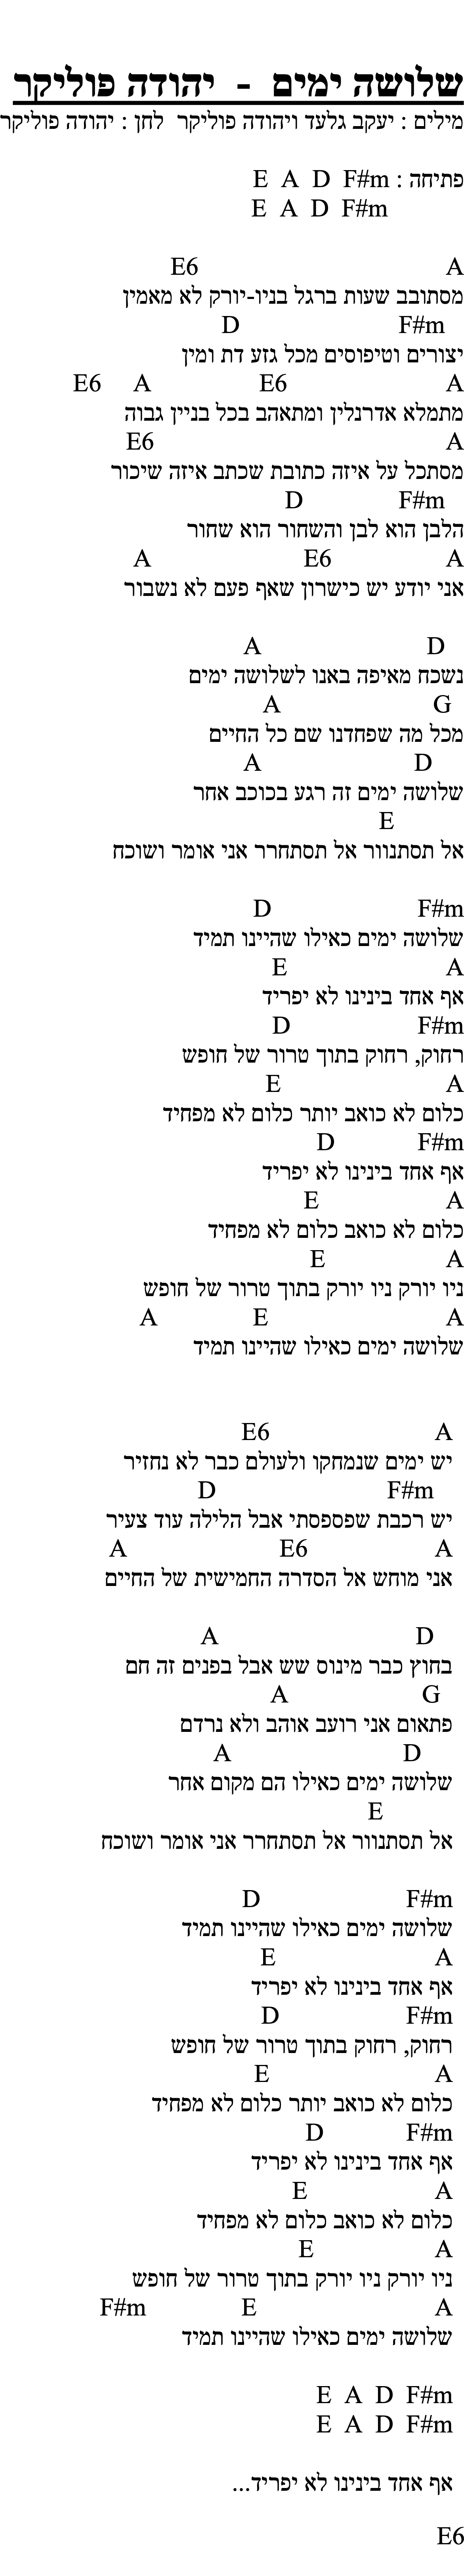 שלושה ימים - יהודה פוליקר
מילים : יעקב גלעד ויהודה פוליקר לחן : יהודה פוליקר
פתיחה : E A D F#m
E A D F#m
E6 A
מסתובב שעות ברגל בניו-יורק לא מאמין
D F#m
יצורים וטיפוסים מכל גזע דת ומין
E6 A E6 A
מתמלא אדרנלין ומתאהב בכל בניין גבוה
E6 A
מסתכל על איזה כתובת שכתב איזה שיכור
D F#m
הלבן הוא לבן והשחור הוא שחור
A E6 A
אני יודע יש כישרון שאף פעם לא נשבור
A D
נשכח מאיפה באנו לשלושה ימים
A G
מכל מה שפחדנו שם כל החיים
A D
שלושה ימים זה רגע בכוכב אחר
E
אל תסתנוור אל תסתחרר אני אומר ושוכח
D F#m
שלושה ימים כאילו שהיינו תמיד
E A
אף אחד בינינו לא יפריד
D F#m
רחוק, רחוק בתוך טרור של חופש
E A
כלום לא כואב יותר כלום לא מפחיד
D F#m
אף אחד בינינו לא יפריד
E A
כלום לא כואב כלום לא מפחיד
E A
ניו יורק ניו יורק בתוך טרור של חופש
A E A
שלושה ימים כאילו שהיינו תמיד
E6 A
יש ימים שנמחקו ולעולם כבר לא נחזיר
D F#m
יש רכבת שפספסתי אבל הלילה עוד צעיר
A E6 A
אני מוחש אל הסדרה החמישית של החיים
A D
בחוץ כבר מינוס שש אבל בפנים זה חם
A G
פתאום אני רועב אוהב ולא נרדם
A D
שלושה ימים כאילו הם מקום אחר
E
אל תסתנוור אל תסתחרר אני אומר ושוכח
D F#m
שלושה ימים כאילו שהיינו תמיד
E A
אף אחד בינינו לא יפריד
D F#m
רחוק, רחוק בתוך טרור של חופש
E A
כלום לא כואב יותר כלום לא מפחיד
D F#m
אף אחד בינינו לא יפריד
E A
כלום לא כואב כלום לא מפחיד
E A
ניו יורק ניו יורק בתוך טרור של חופש
F#m E A
שלושה ימים כאילו שהיינו תמיד
E A D F#m
E A D F#m
אף אחד בינינו לא יפריד...
E6